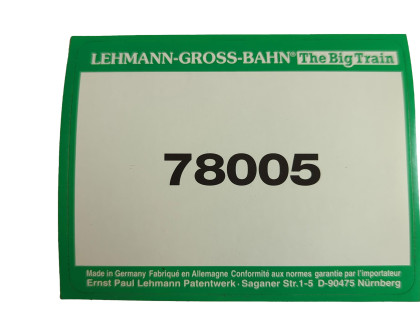 LEHMANN-GROSS-BAHN® The Big Train
78005
Made in Germany Fabriqué en Allemagne Conformité aux normes garantie par l'importateur
Ernst Paul Lehmann Patentwerk · Saganer Str.1-5 D-90475 Nürnberg